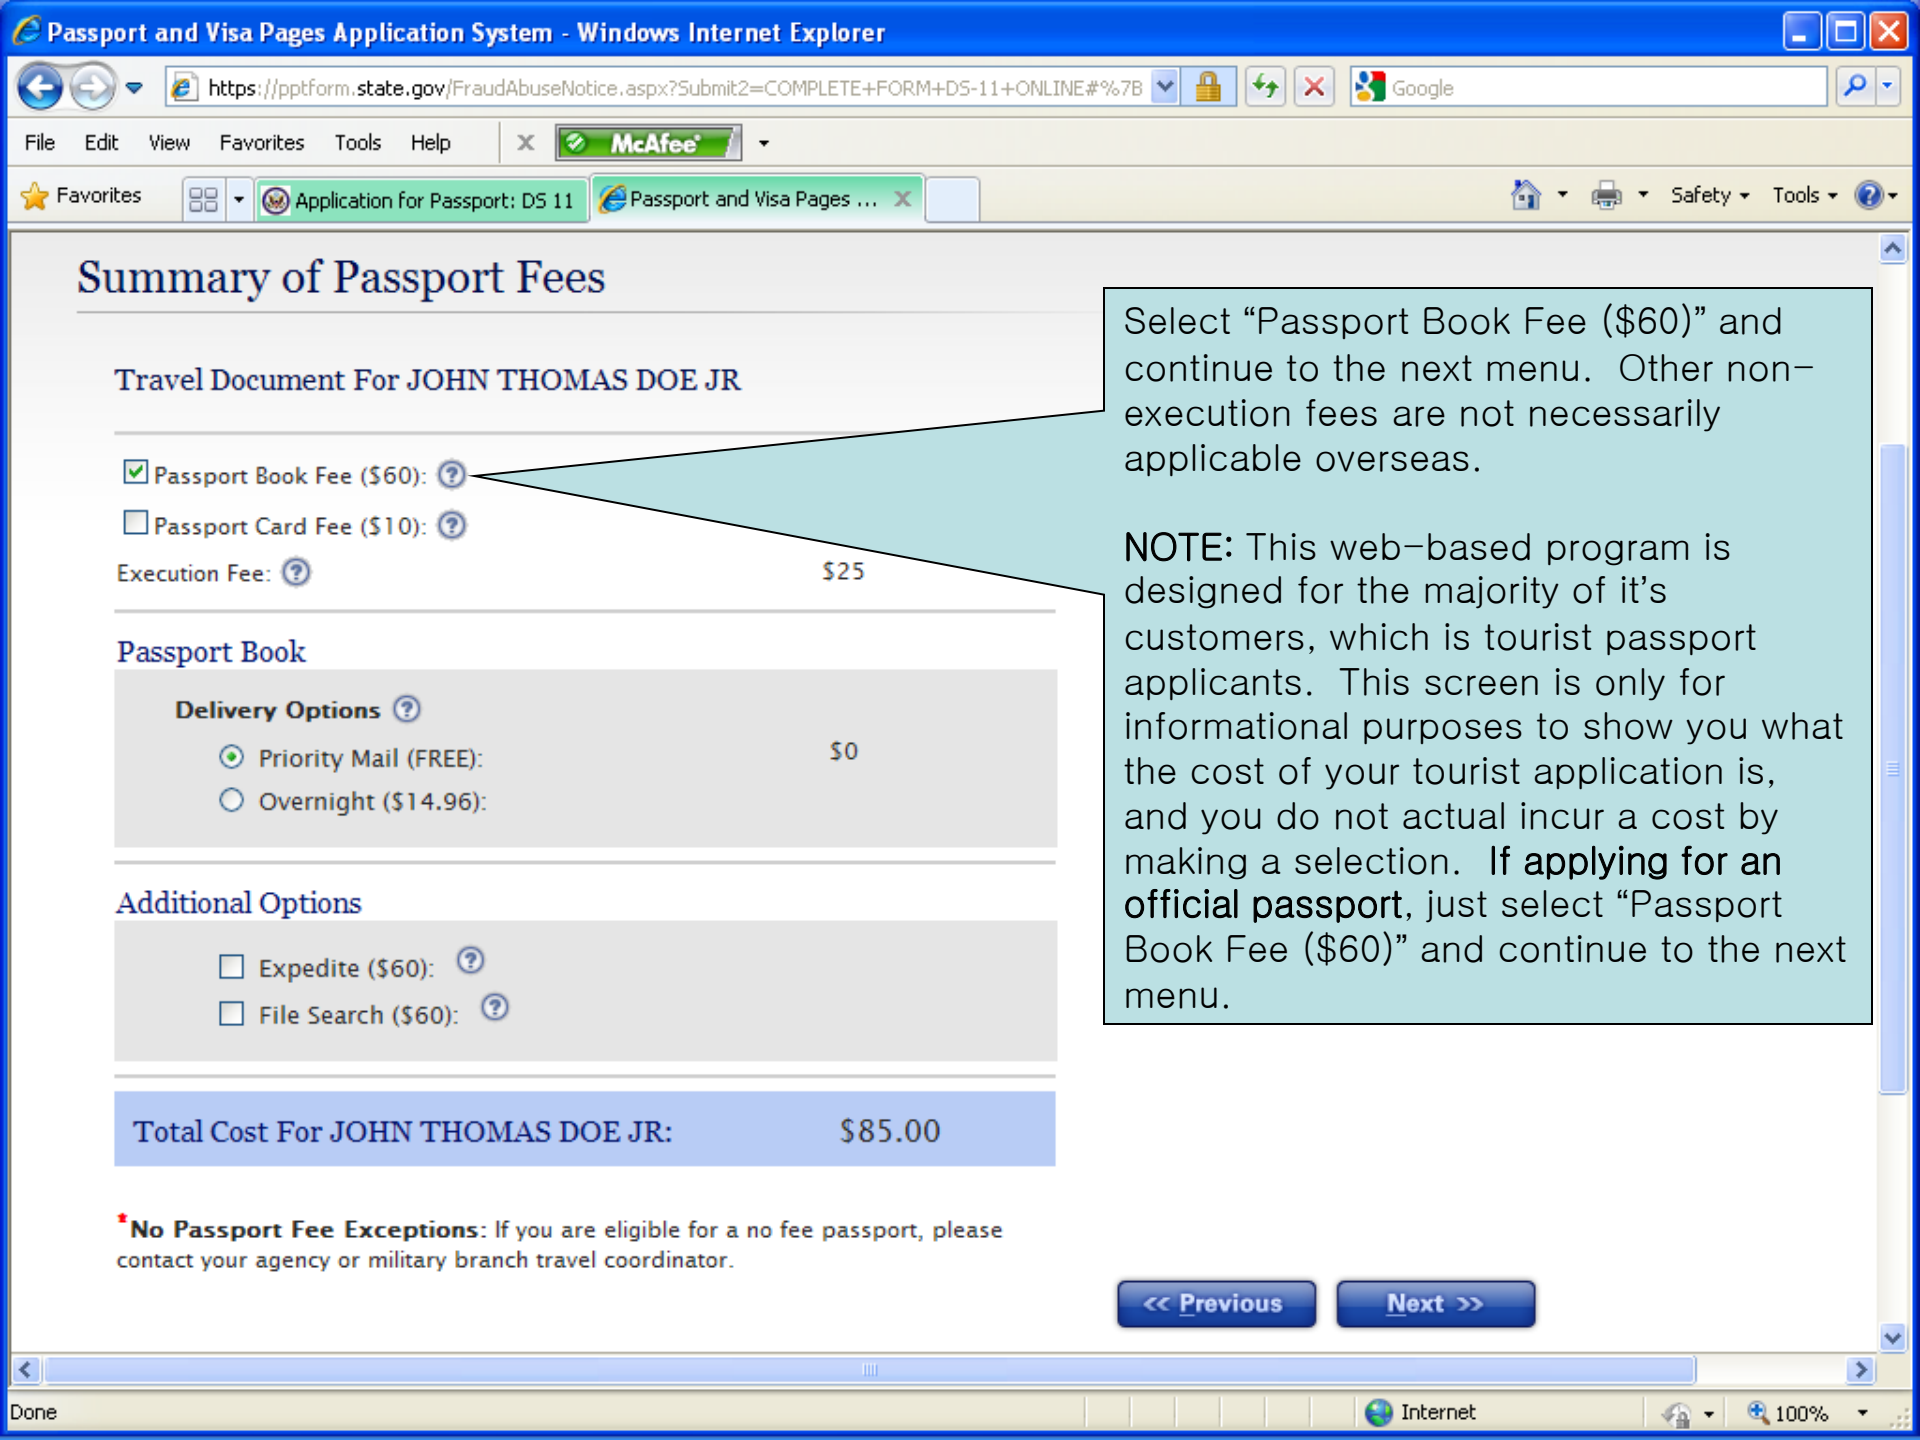 Passport and Visa Pages Application System - Windows Internet Explorer
https://pptform.state.gov/FraudAbuseNotice.aspx?Submit2=COMPLETE+FORM+DS-11+ONLINE#%7B
Google
File Edit View Favorites Tools Help
X McAfee
Favorites
Application for Passport: DS 11
Passport and Visa Pages ... X
Safety Tools
Summary of Passport Fees
Travel Document For JOHN THOMAS DOE JR
Passport Book Fee ($60): ?
Passport Card Fee ($10): ?
Execution Fee: ? $25
Passport Book
Delivery Options ?
Priority Mail (FREE): $0
Overnight ($14.96):
Additional Options
Expedite ($60): ?
File Search ($60): ?
Total Cost For JOHN THOMAS DOE JR: $85.00
*No Passport Fee Exceptions: If you are eligible for a no fee passport, please
contact your agency or military branch travel coordinator.
Select “Passport Book Fee ($60)” and
continue to the next menu. Other non-
execution fees are not necessarily
applicable overseas.
NOTE: This web-based program is
designed for the majority of it’s
customers, which is tourist passport
applicants. This screen is only for
informational purposes to show you what
the cost of your tourist application is,
and you do not actual incur a cost by
making a selection. If applying for an
official passport, just select “Passport
Book Fee ($60)” and continue to the next
menu.
<< Previous
Next >>
Done
Internet
100%